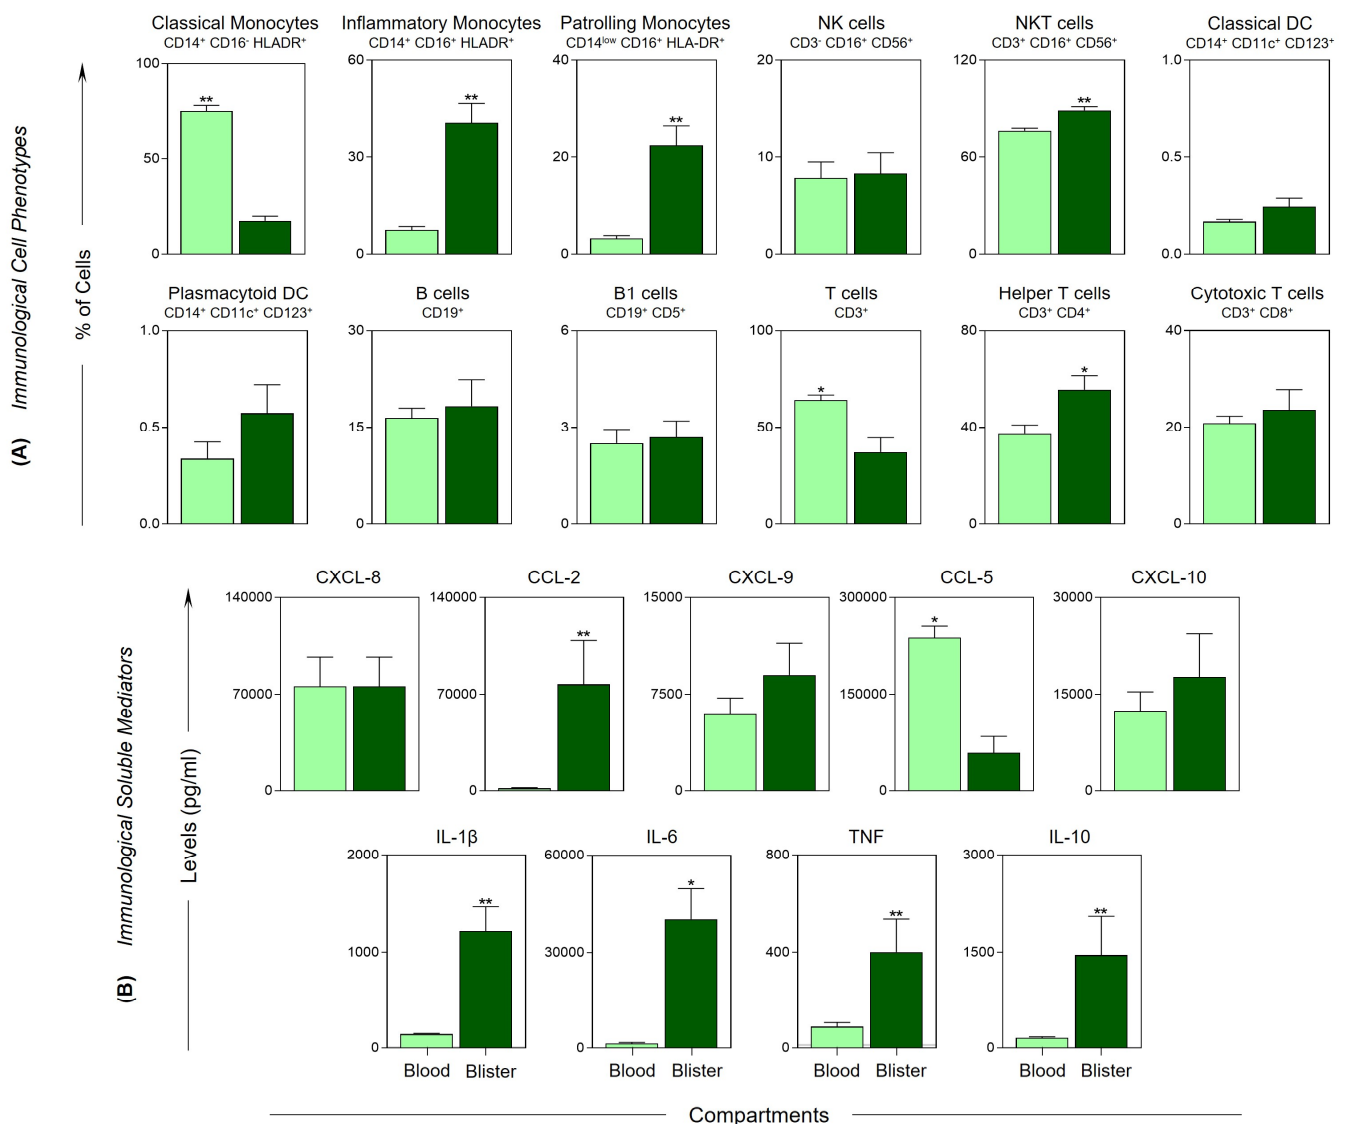 Classical Monocytes
CD14⁺ CD16⁻ HLADR⁺
Inflammatory Monocytes
CD14⁺ CD16⁺ HLADR⁺
Patrolling Monocytes
CD14ˡᵒʷ CD16⁺ HLA-DR⁺
NK cells
CD3⁻ CD16⁺ CD56⁺
NKT cells
CD3⁺ CD16⁺ CD56⁺
Classical DC
CD14⁺ CD11c⁺ CD123⁺
100
50
0
**
60
30
0
**
40
20
0
**
20
10
0
120
60
0
**
1.0
0.5
0.0
Plasmacytoid DC
CD14⁺ CD11c⁺ CD123⁺
B cells
CD19⁺
B1 cells
CD19⁺ CD5⁺
T cells
CD3⁺
Helper T cells
CD3⁺ CD4⁺
Cytotoxic T cells
CD3⁺ CD8⁺
1.0
0.5
0.0
30
15
0
6
3
0
100
50
0
*
80
40
0
*
40
20
0
% of Cells
(A) Immunological Cell Phenotypes
CXCL-8
CCL-2
CXCL-9
CCL-5
CXCL-10
140000
70000
0
140000
70000
0
**
15000
7500
0
300000
150000
0
*
30000
15000
0
IL-1β
IL-6
TNF
IL-10
2000
1000
0
**
60000
30000
0
*
800
400
0
**
3000
1500
0
**
Levels (pg/ml)
(B) Immunological Soluble Mediators
Blood Blister
Blood Blister
Blood Blister
Blood Blister
Compartments